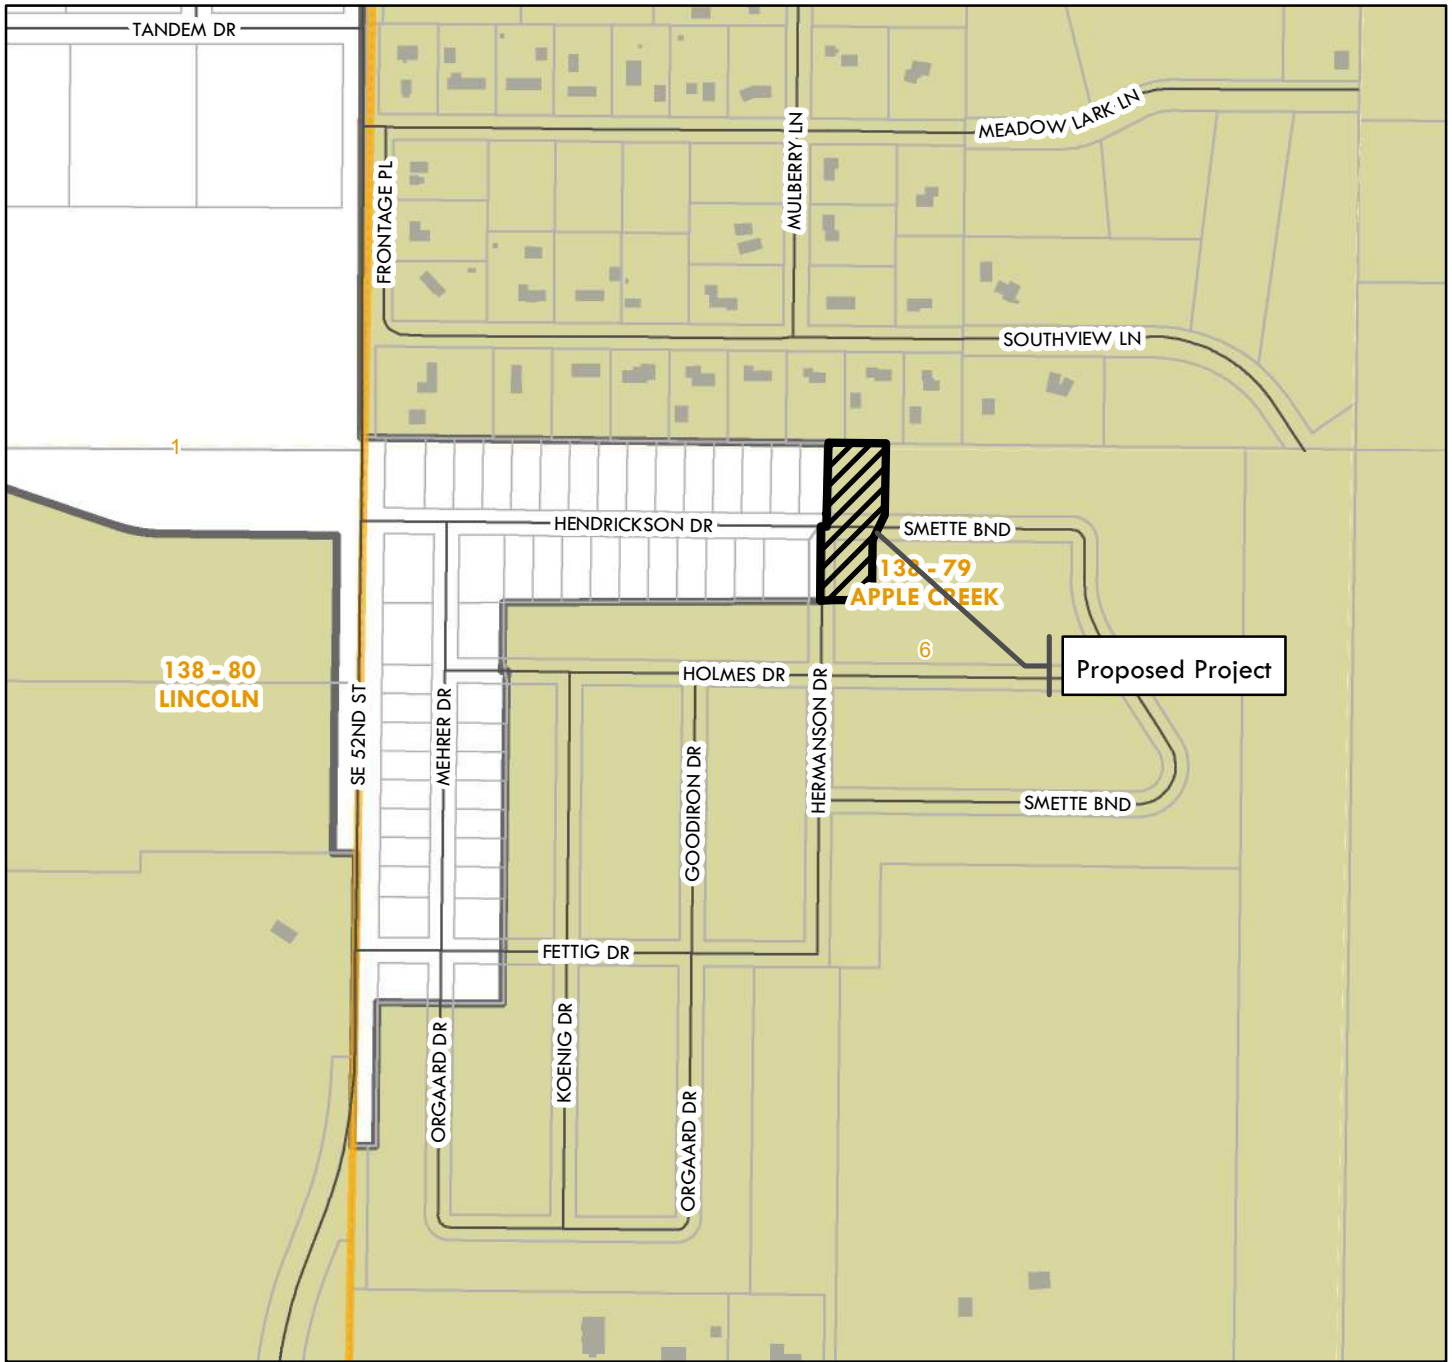 TANDEM DR
MEADOW LARK LN
MULBERRY LN
FRONTAGE PL
SOUTHVIEW LN
1
HENDRICKSON DR
SMETTE BND
138 - 79
APPLE CREEK
6
138 - 80
LINCOLN
HOLMES DR
Proposed Project
SE 52ND ST
MEHRER DR
GOODIRON DR
HERMANSON DR
SMETTE BND
FETTIG DR
KOENIG DR
ORGAARD DR
ORGAARD DR